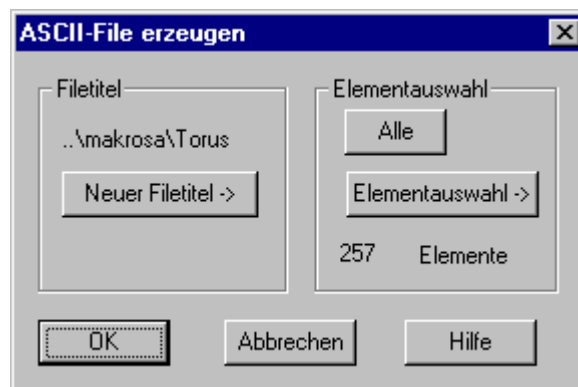 ASCII-File erzeugen
Filetitel
..\makrosa\Torus
Neuer Filetitel ->
Elementauswahl
Alle
Elementauswahl ->
257 Elemente
OK Abbrechen Hilfe